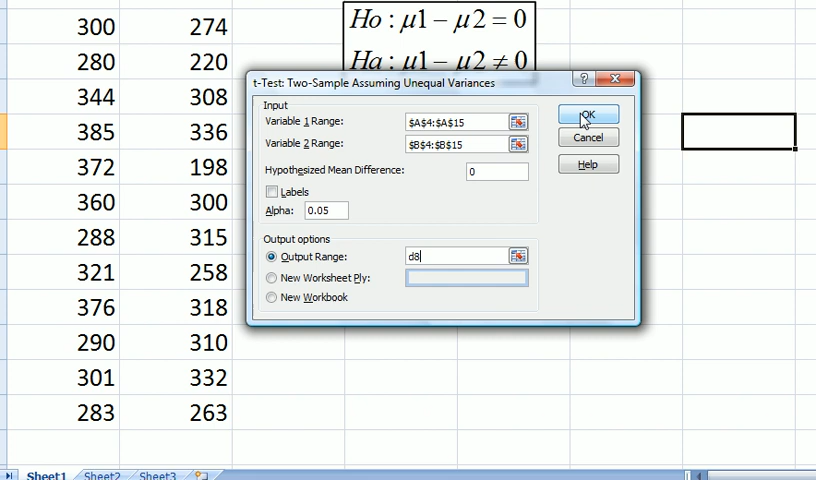 300 274
Ho : μ1 − μ2 = 0
280 220
Ha : μ1 − μ2 ≠ 0
344 308
385 336
372 198
360 300
288 315
321 258
376 318
290 310
301 332
283 263
t-Test: Two-Sample Assuming Unequal Variances
?
Input
Variable 1 Range: $A$4:$A$15
Variable 2 Range: $B$4:$B$15
Hypothesized Mean Difference: 0
Labels
Alpha: 0.05
Output options
Output Range: d8
New Worksheet Ply:
New Workbook
OK
Cancel
Help
Sheet1 Sheet2 Sheet3